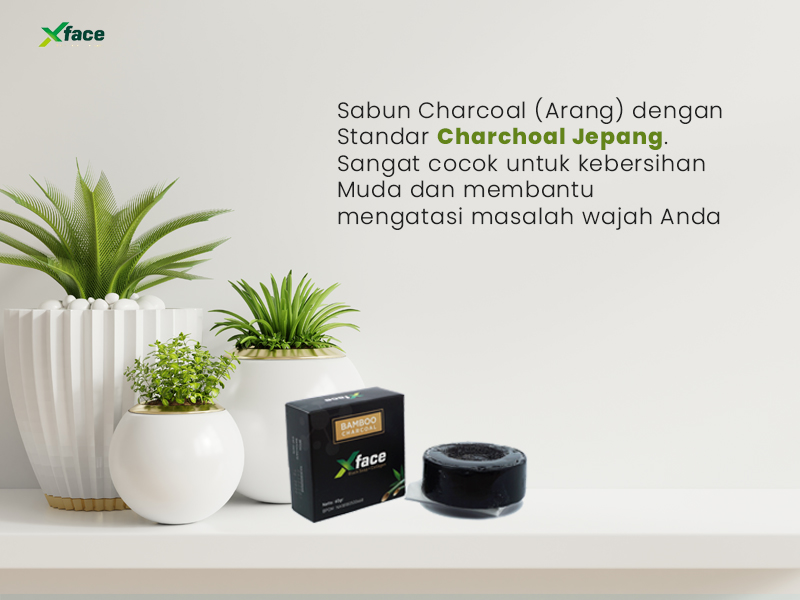 Xface
Sabun Charcoal (Arang) dengan
Standar Charchoal Jepang.
Sangat cocok untuk kebersihan
Muda dan membantu
mengatasi masalah wajah Anda
BAMBOO
CHARCOAL
Xface